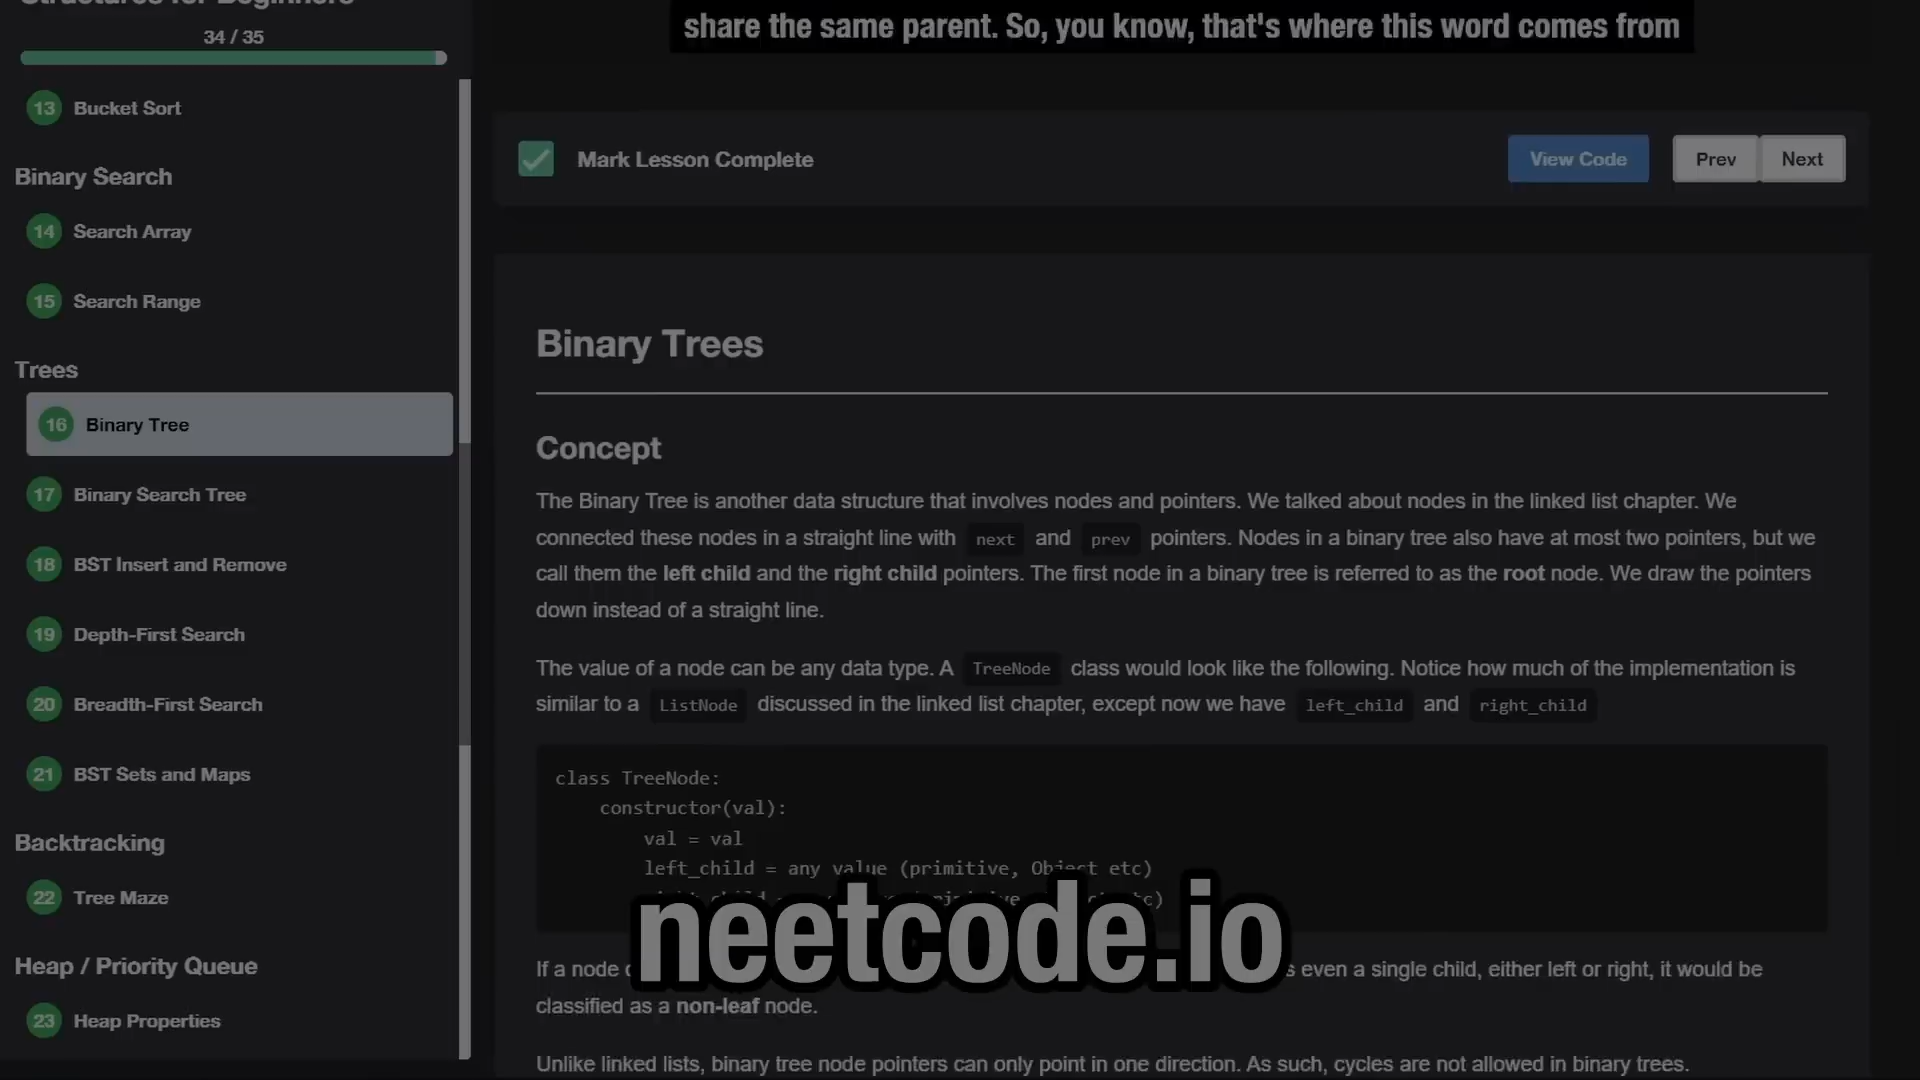 Structures for Beginners
34 / 35
13 Bucket Sort
Binary Search
14 Search Array
15 Search Range
Trees
16 Binary Tree
17 Binary Search Tree
18 BST Insert and Remove
19 Depth-First Search
20 Breadth-First Search
21 BST Sets and Maps
Backtracking
22 Tree Maze
Heap / Priority Queue
23 Heap Properties
share the same parent. So, you know, that's where this word comes from
Mark Lesson Complete
View Code
Prev
Next
Binary Trees
Concept
The Binary Tree is another data structure that involves nodes and pointers. We talked about nodes in the linked list chapter. We
connected these nodes in a straight line with next and prev pointers. Nodes in a binary tree also have at most two pointers, but we
call them the left child and the right child pointers. The first node in a binary tree is referred to as the root node. We draw the pointers
down instead of a straight line.
The value of a node can be any data type. A TreeNode class would look like the following. Notice how much of the implementation is
similar to a ListNode discussed in the linked list chapter, except now we have left_child and right_child
class TreeNode:
constructor(val):
val = val
left_child = any value (primitive, Object etc)
neetcode.io
If a node
even a single child, either left or right, it would be
classified as a non-leaf node.
Unlike linked lists, binary tree node pointers can only point in one direction. As such, cycles are not allowed in binary trees.